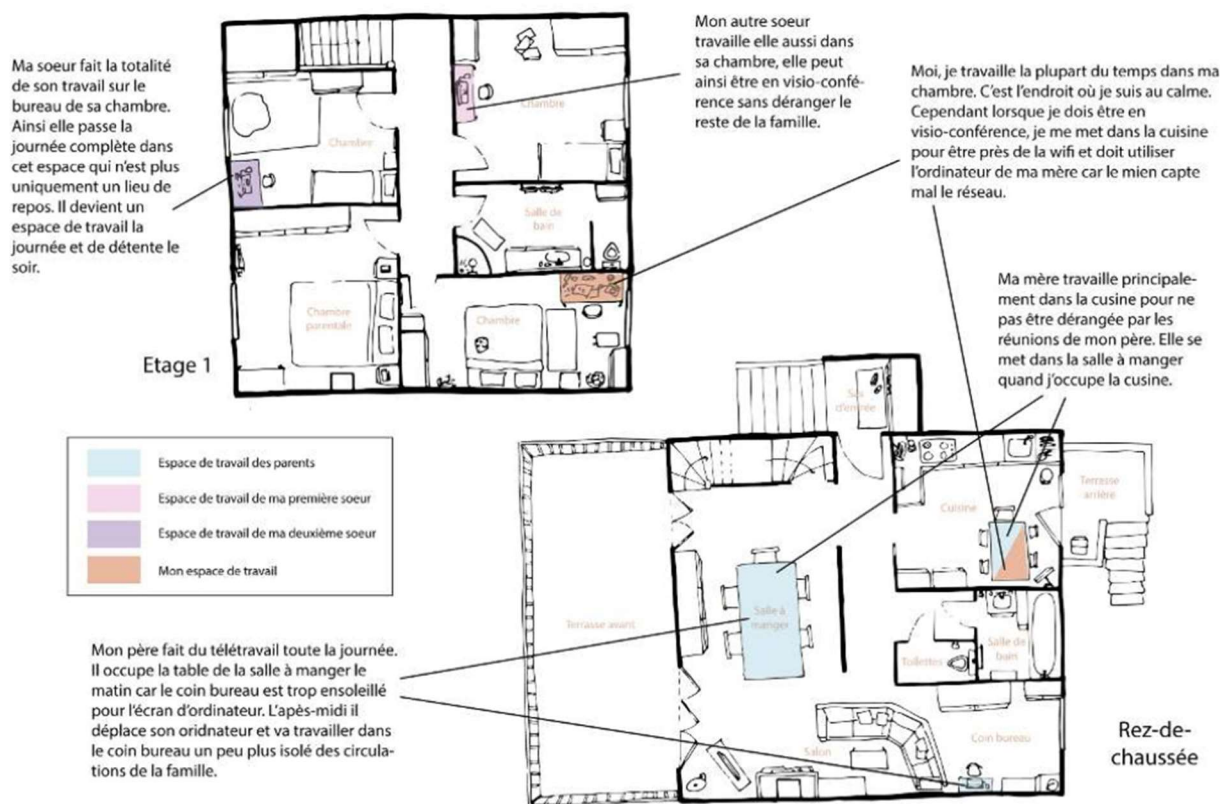 Ma soeur fait la totalité
de son travail sur le
bureau de sa chambre.
Ainsi elle passe la
journée complète dans
cet espace qui n'est plus
uniquement un lieu de
repos. Il devient un
espace de travail la
journée et de détente le
soir.
Mon autre soeur
travaille elle aussi dans
sa chambre, elle peut
ainsi être en visio-confé-
rence sans déranger le
reste de la famille.
Moi, je travaille la plupart du temps dans ma
chambre. C'est l'endroit où je suis au calme.
Cependant lorsque je dois être en
visio-conférence, je me met dans la cuisine
pour être près de la wifi et doit utiliser
l'ordinateur de ma mère car le mien capte
mal le réseau.
Chambre
Chambre
Salle de
bain
Chambre
parentale
Chambre
Etage 1
Ma mère travaille principale-
ment dans la cusine pour ne
pas être dérangée par les
réunions de mon père. Elle se
met dans la salle à manger
quand j'occupe la cusine.
Espace de travail des parents
Espace de travail de ma première soeur
Espace de travail de ma deuxième soeur
Mon espace de travail
Sas
d'entrée
Cuisine
Terrasse
arrière
Terrasse avant
Salle à
manger
Toilettes
Salle de
bain
Salon
Coin bureau
Rez-de-
chaussée
Mon père fait du télétravail toute la journée.
Il occupe la table de la salle à manger le
matin car le coin bureau est trop ensoleillé
pour l'écran d'ordinateur. L'apès-midi il
déplace son oridnateur et va travailler dans
le coin bureau un peu plus isolé des circula-
tions de la famille.